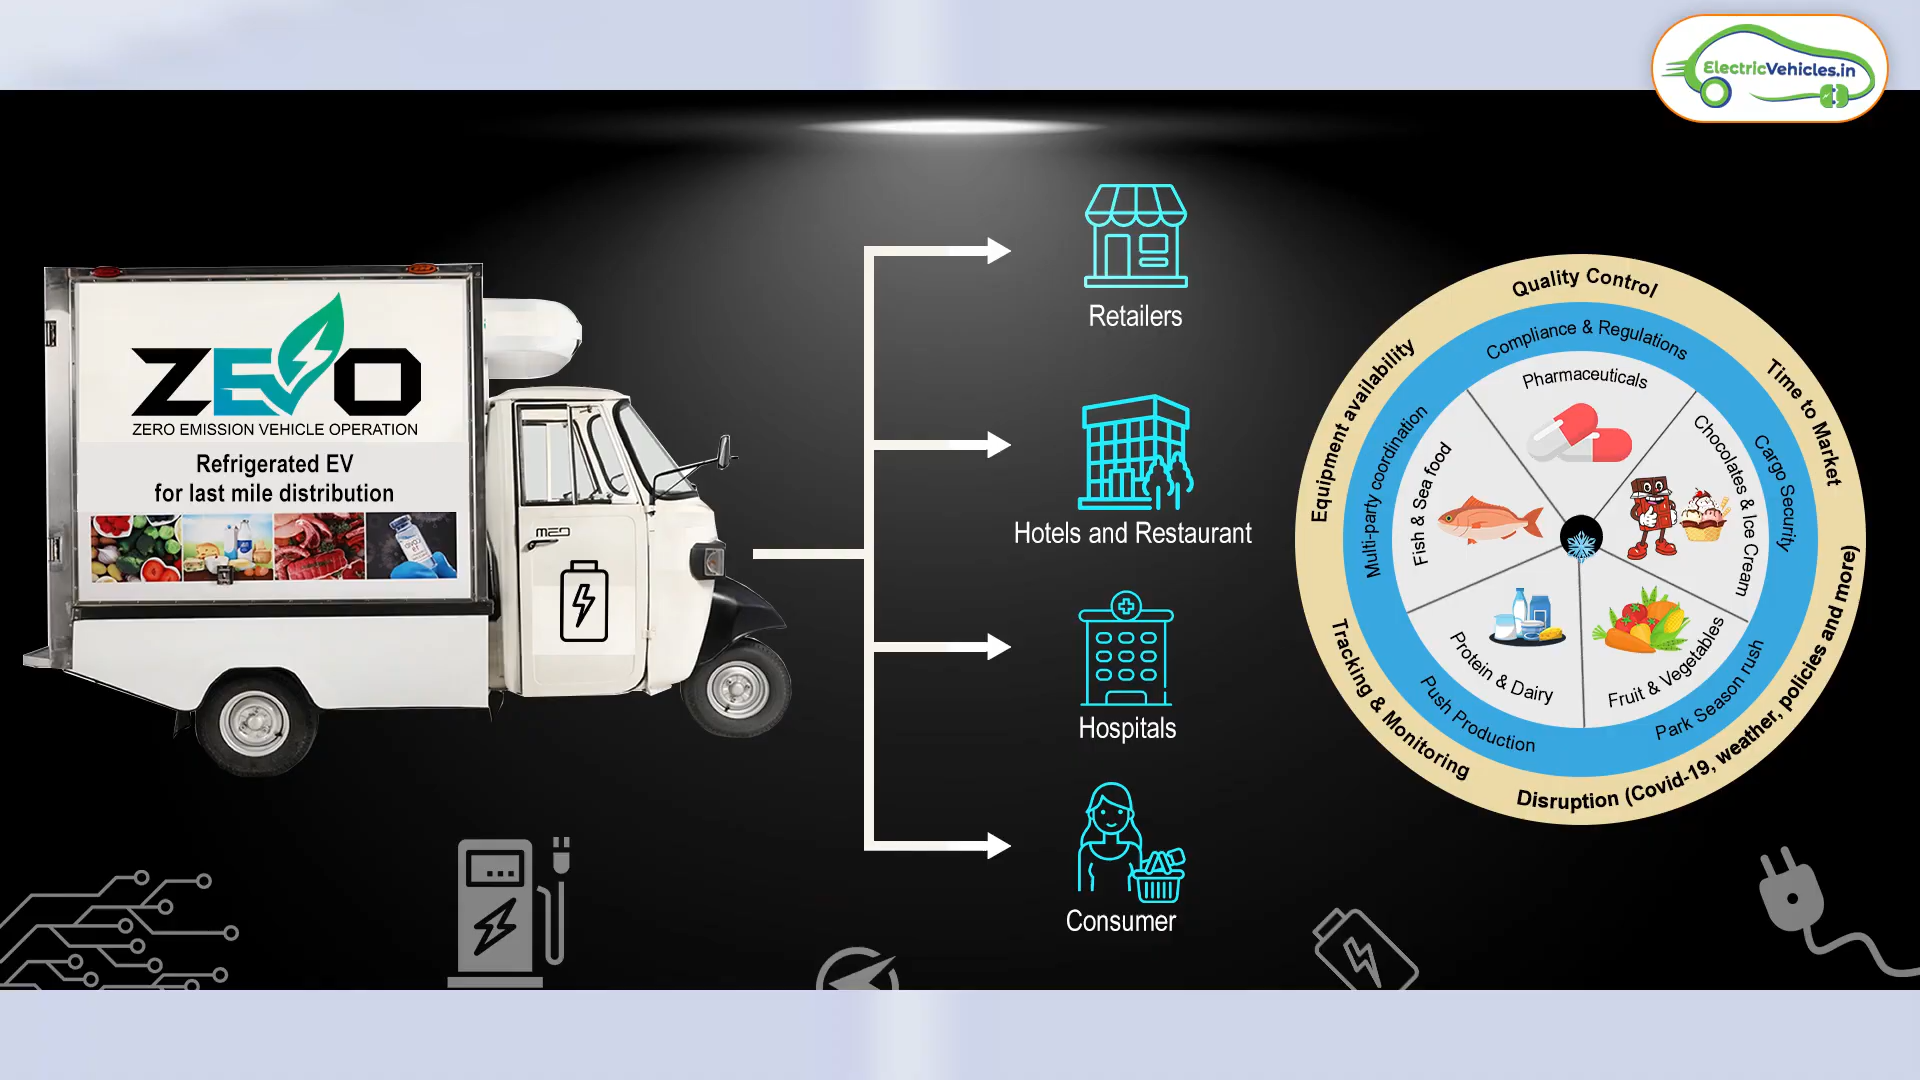 ElectricVehicles.in
ZEVO
ZERO EMISSION VEHICLE OPERATION
Refrigerated EV
for last mile distribution
Retailers
Hotels and Restaurant
Hospitals
Consumer
Quality Control
Time to Market
Disruption (Covid-19, weather, policies and more)
Tracking & Monitoring
Equipment availability
Compliance & Regulations
Cargo Security
Park Season rush
Push Production
Multi-party coordination
Pharmaceuticals
Chocolates & Ice Cream
Fruit & Vegetables
Protein & Dairy
Fish & Sea food